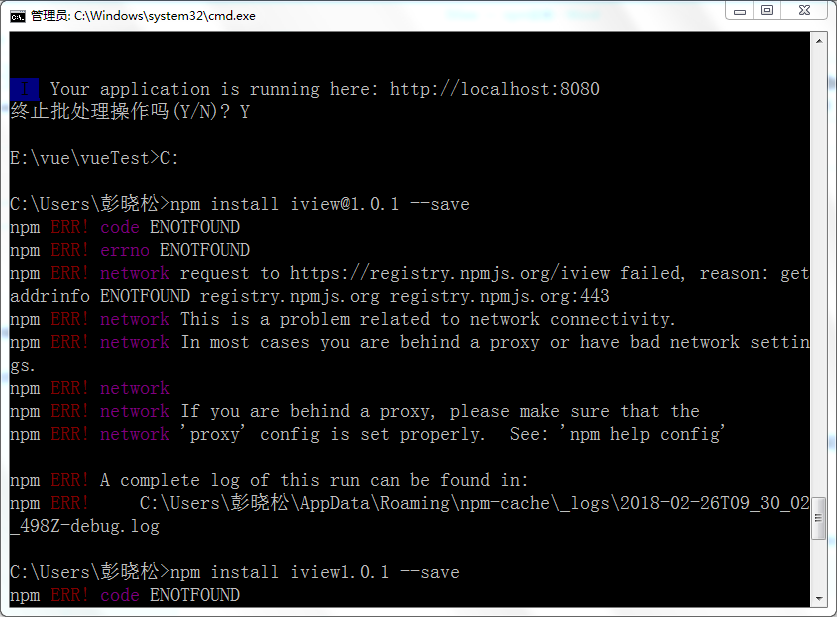 管理员: C:\Windows\system32\cmd.exe
I  Your application is running here: http://localhost:8080
终止批处理操作吗(Y/N)? Y
E:\vue\vueTest>C:
C:\Users\彭晓松>npm install iview@1.0.1 --save
npm ERR! code ENOTFOUND
npm ERR! errno ENOTFOUND
npm ERR! network request to https://registry.npmjs.org/iview failed, reason: get
addrinfo ENOTFOUND registry.npmjs.org registry.npmjs.org:443
npm ERR! network This is a problem related to network connectivity.
npm ERR! network In most cases you are behind a proxy or have bad network settin
gs.
npm ERR! network
npm ERR! network If you are behind a proxy, please make sure that the
npm ERR! network 'proxy' config is set properly.  See: 'npm help config'
npm ERR! A complete log of this run can be found in:
npm ERR!     C:\Users\彭晓松\AppData\Roaming\npm-cache\_logs\2018-02-26T09_30_02
_498Z-debug.log
C:\Users\彭晓松>npm install iview1.0.1 --save
npm ERR! code ENOTFOUND